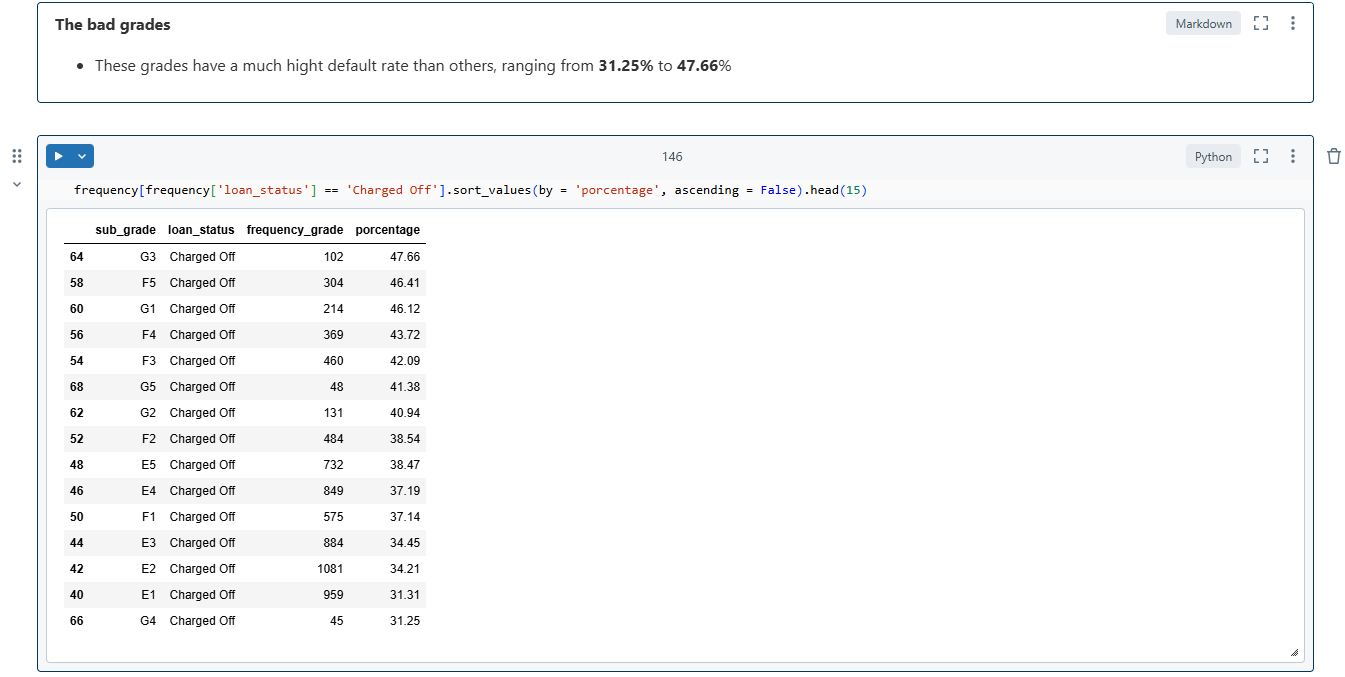 The bad grades
Markdown
• These grades have a much hight default rate than others, ranging from 31.25% to 47.66%
146
Python
frequency[frequency['loan_status'] == 'Charged Off'].sort_values(by = 'porcentage', ascending = False).head(15)
sub_grade loan_status frequency_grade porcentage
64 G3 Charged Off 102 47.66
58 F5 Charged Off 304 46.41
60 G1 Charged Off 214 46.12
56 F4 Charged Off 369 43.72
54 F3 Charged Off 460 42.09
68 G5 Charged Off 48 41.38
62 G2 Charged Off 131 40.94
52 F2 Charged Off 484 38.54
48 E5 Charged Off 732 38.47
46 E4 Charged Off 849 37.19
50 F1 Charged Off 575 37.14
44 E3 Charged Off 884 34.45
42 E2 Charged Off 1081 34.21
40 E1 Charged Off 959 31.31
66 G4 Charged Off 45 31.25